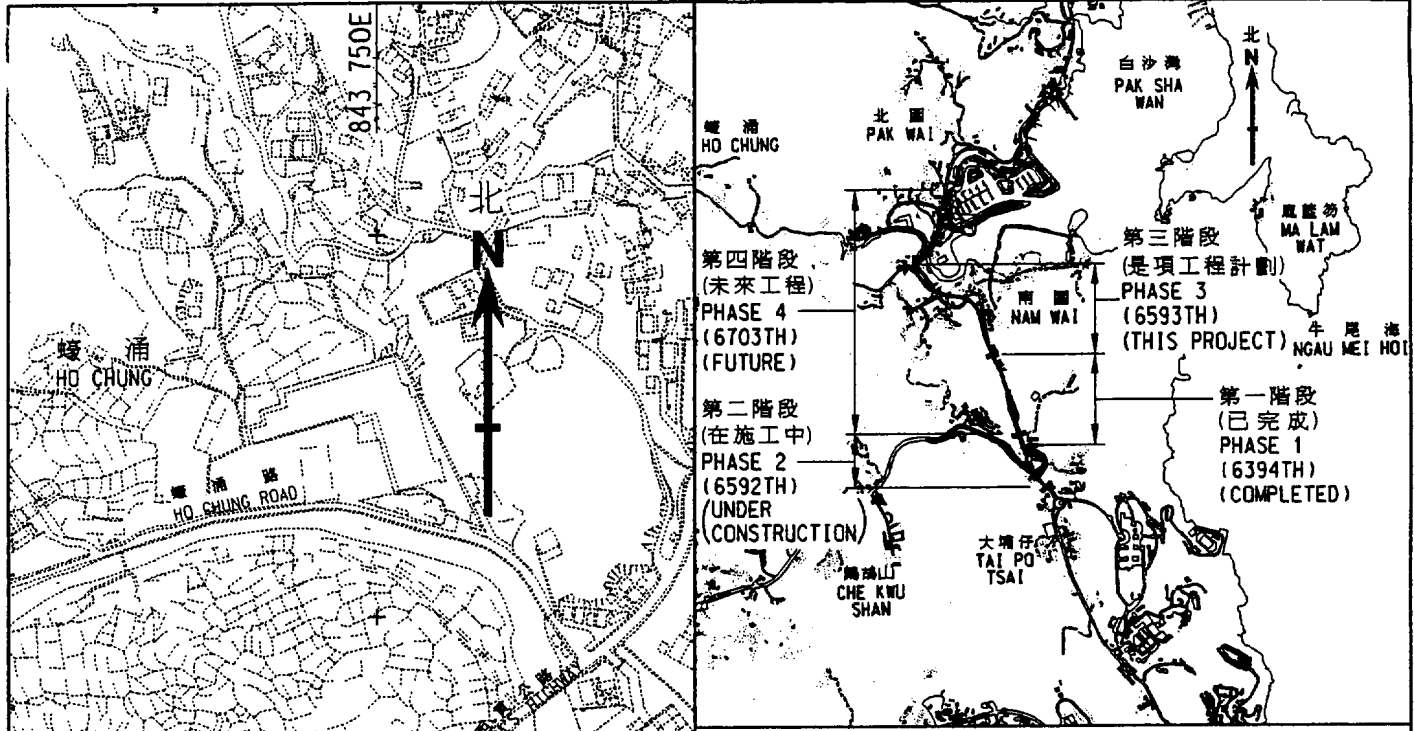 843 750E
北
N
蠔涌
HO CHUNG
蠔涌路
HO CHUNG ROAD
公路
HIGHWAY
北
N
白沙灣
PAK SHA
WAN
北圍
PAK WAI
蠔涌
HO CHUNG
MA LAM
WAT
第四階段
(未來工程)
PHASE 4
(6703TH)
(FUTURE)
第三階段
(是項工程計劃)
PHASE 3
(6593TH)
(THIS PROJECT)
南圍
NAM WAI
牛尾海
NGAU MEI HOI
第二階段
(在施工中)
PHASE 2
(6592TH)
(UNDER
CONSTRUCTION)
第一階段
(已完成)
PHASE 1
(6394TH)
(COMPLETED)
大埔仔
TAI PO
TSAI
鷓鴣山
CHE KWU
SHAN